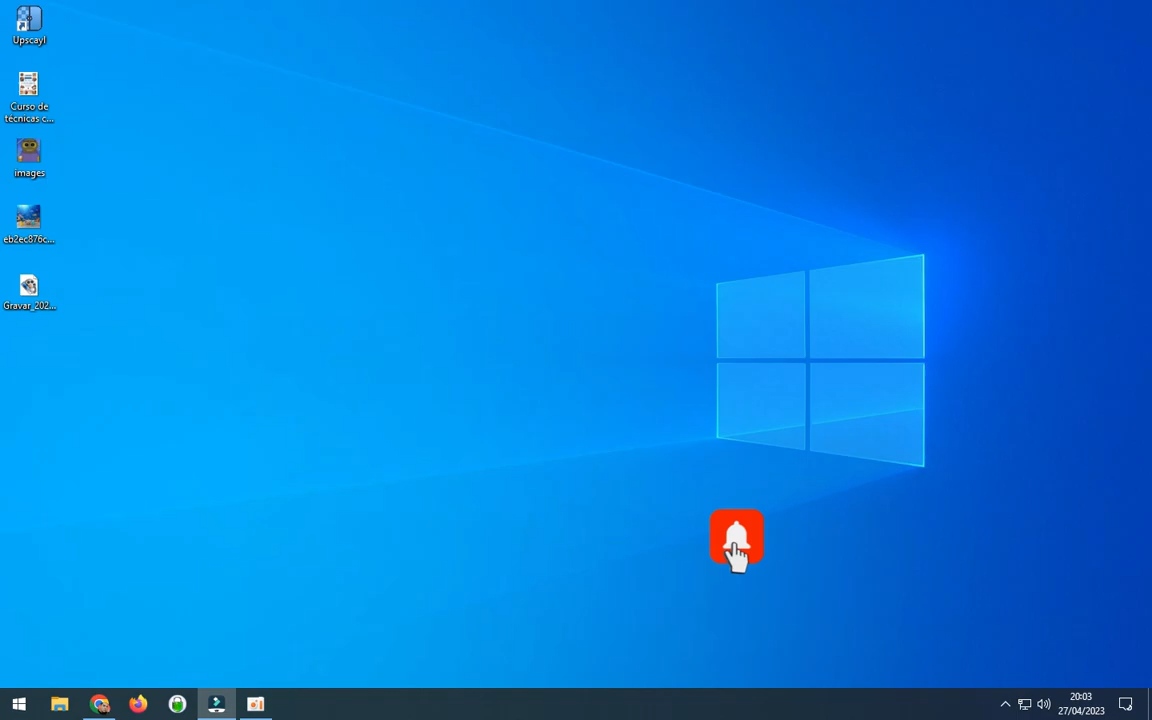 Upscayl
Curso de
tecnicas c...
images
eb2ec876c...
Gravar_202...
20:03
27/04/2023